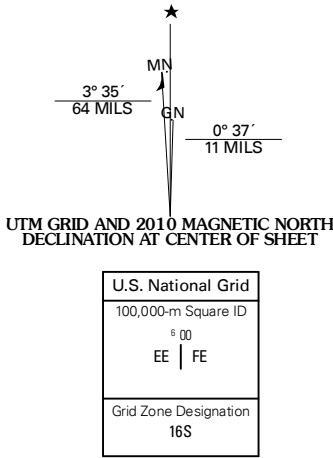 ★
MN
3° 35´
64 MILS
GN
0° 37´
11 MILS
UTM GRID AND 2010 MAGNETIC NORTH
DECLINATION AT CENTER OF SHEET
U.S. National Grid
100,000-m Square ID
6 00
EE FE
Grid Zone Designation
16S